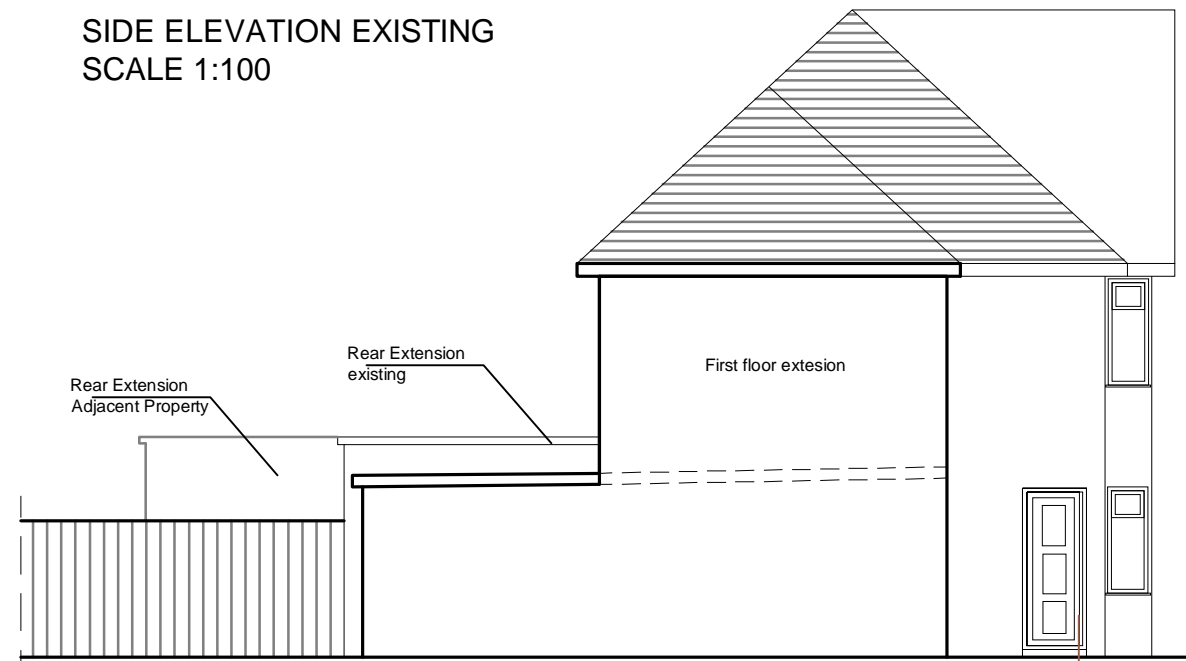 SIDE ELEVATION EXISTING
SCALE 1:100
Rear Extension
existing
First floor extesion
Rear Extension
Adjacent Property